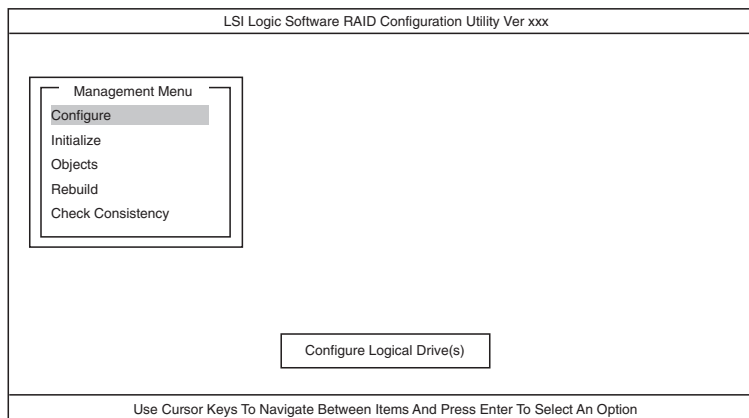 LSI Logic Software RAID Configuration Utility Ver xxx
Management Menu
Configure
Initialize
Objects
Rebuild
Check Consistency
Configure Logical Drive(s)
Use Cursor Keys To Navigate Between Items And Press Enter To Select An Option